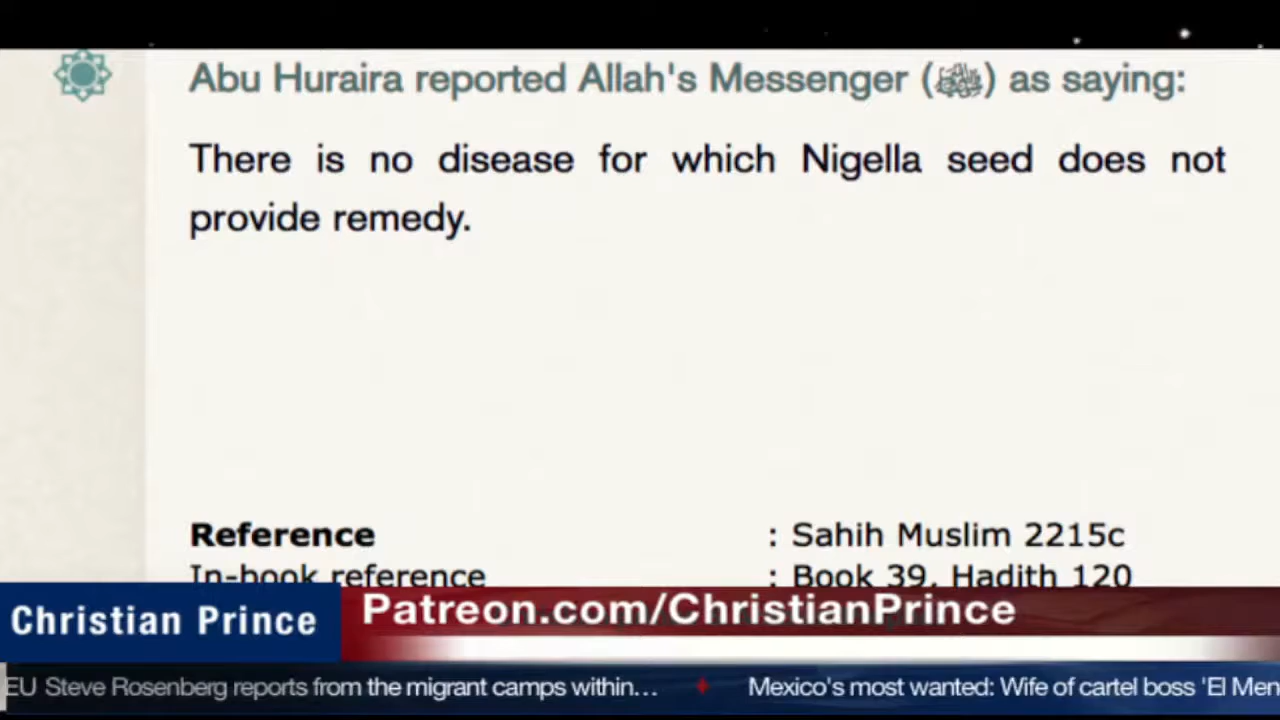 Abu Huraira reported Allah's Messenger (ﷺ) as saying:
There is no disease for which Nigella seed does not
provide remedy.
Reference : Sahih Muslim 2215c
In-book reference : Book 39, Hadith 120
Christian Prince
Patreon.com/ChristianPrince
EU Steve Rosenberg reports from the migrant camps within... ♦ Mexico's most wanted: Wife of cartel boss 'El Men